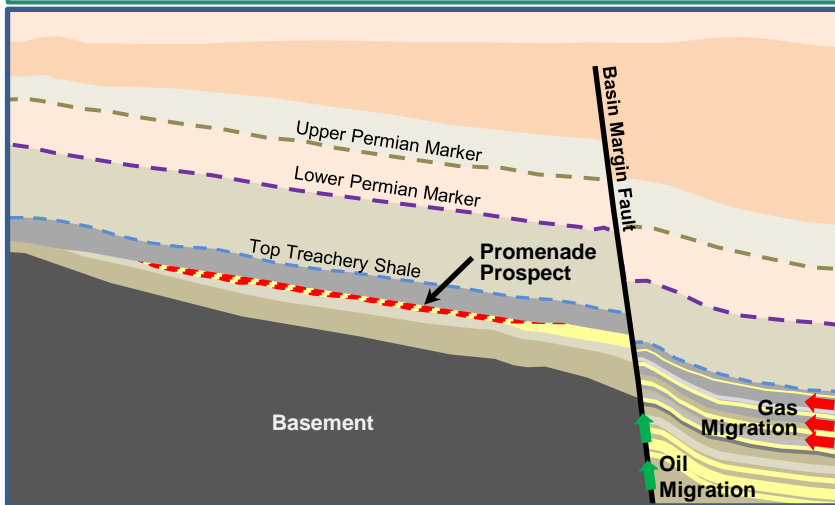 Upper Permian Marker
Lower Permian Marker
Top Treachery Shale
Promenade
Prospect
Basin Margin Fault
Basement
Gas
Migration
Oil
Migration